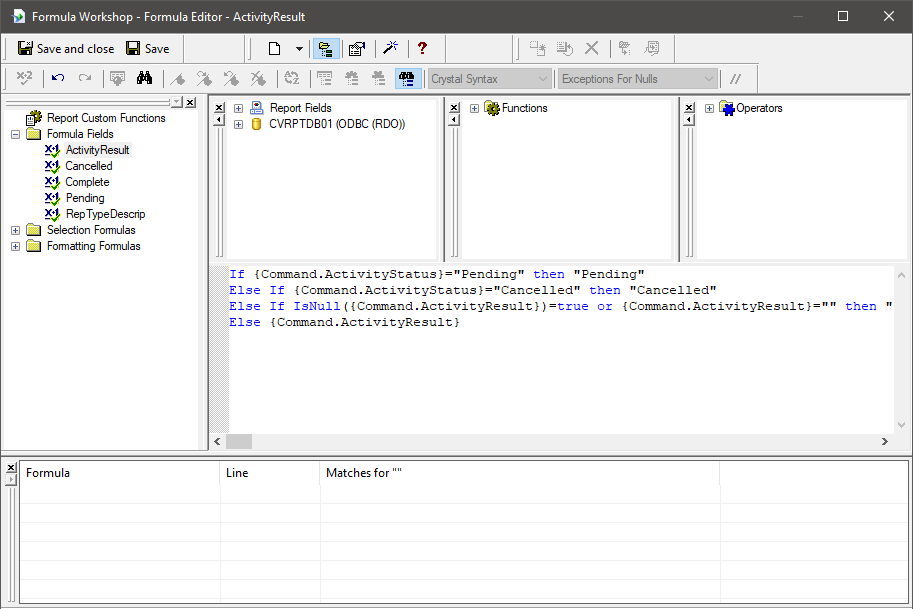 Formula Workshop - Formula Editor - ActivityResult
Save and close Save
Crystal Syntax Exceptions For Nulls //
Report Custom Functions
Formula Fields
ActivityResult
Cancelled
Complete
Pending
RepTypeDescrip
Selection Formulas
Formatting Formulas
Report Fields
CVRPTDB01 (ODBC (RDO))
Functions
Operators
If {Command.ActivityStatus}="Pending" then "Pending"
Else If {Command.ActivityStatus}="Cancelled" then "Cancelled"
Else If IsNull({Command.ActivityResult})=true or {Command.ActivityResult}="" then "
Else {Command.ActivityResult}
Formula Line Matches for ""